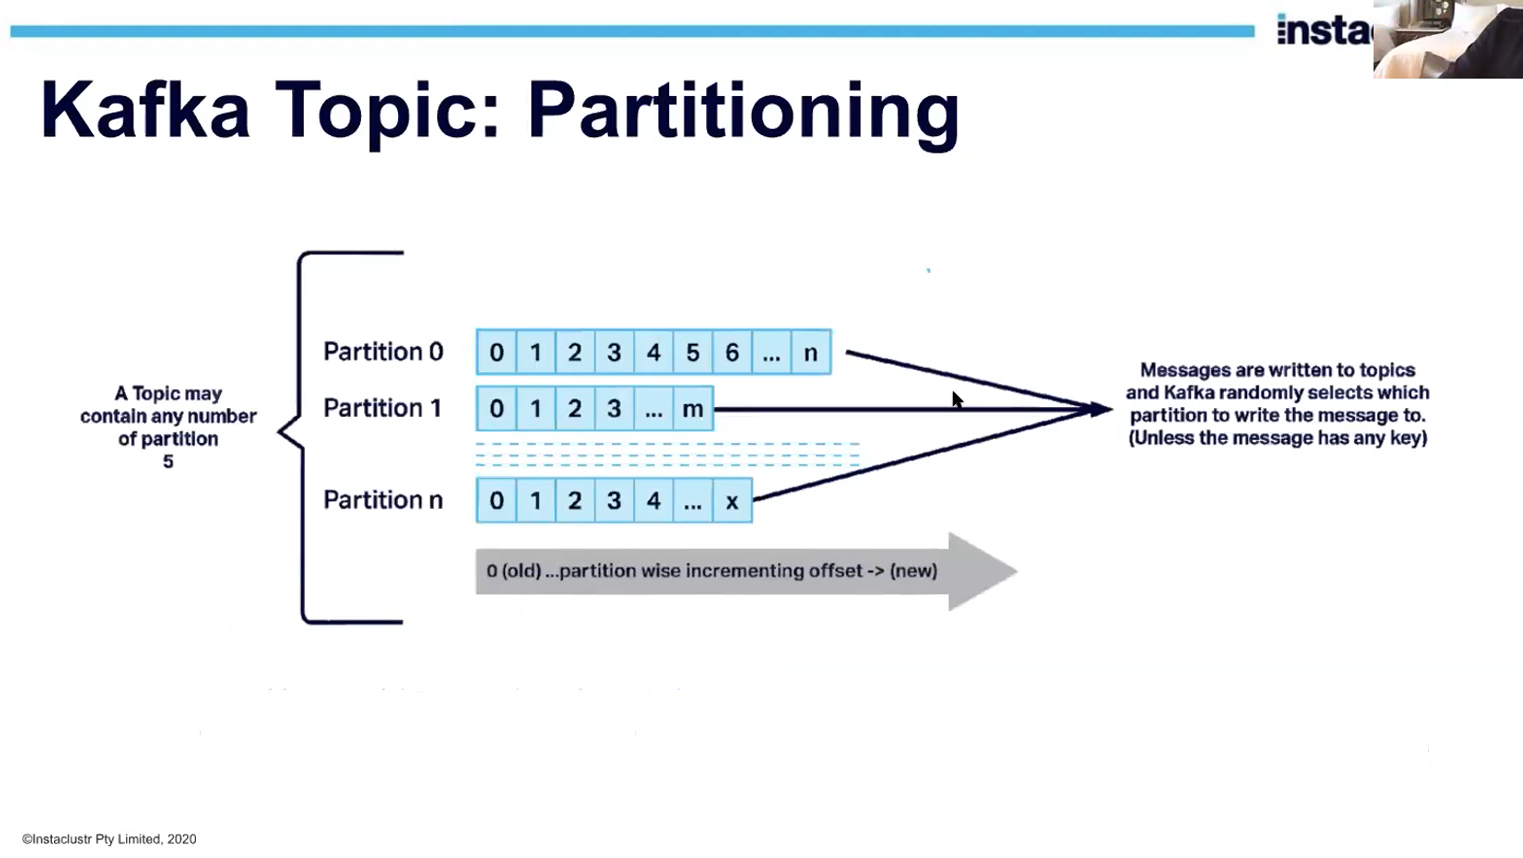 insta
Kafka Topic: Partitioning
A Topic may
contain any number
of partition
5
Partition 0
0 1 2 3 4 5 6 ... n
Partition 1
0 1 2 3 ... m
Partition n
0 1 2 3 4 ... x
0 (old) ...partition wise incrementing offset -> (new)
Messages are written to topics
and Kafka randomly selects which
partition to write the message to.
(Unless the message has any key)
©Instaclustr Pty Limited, 2020